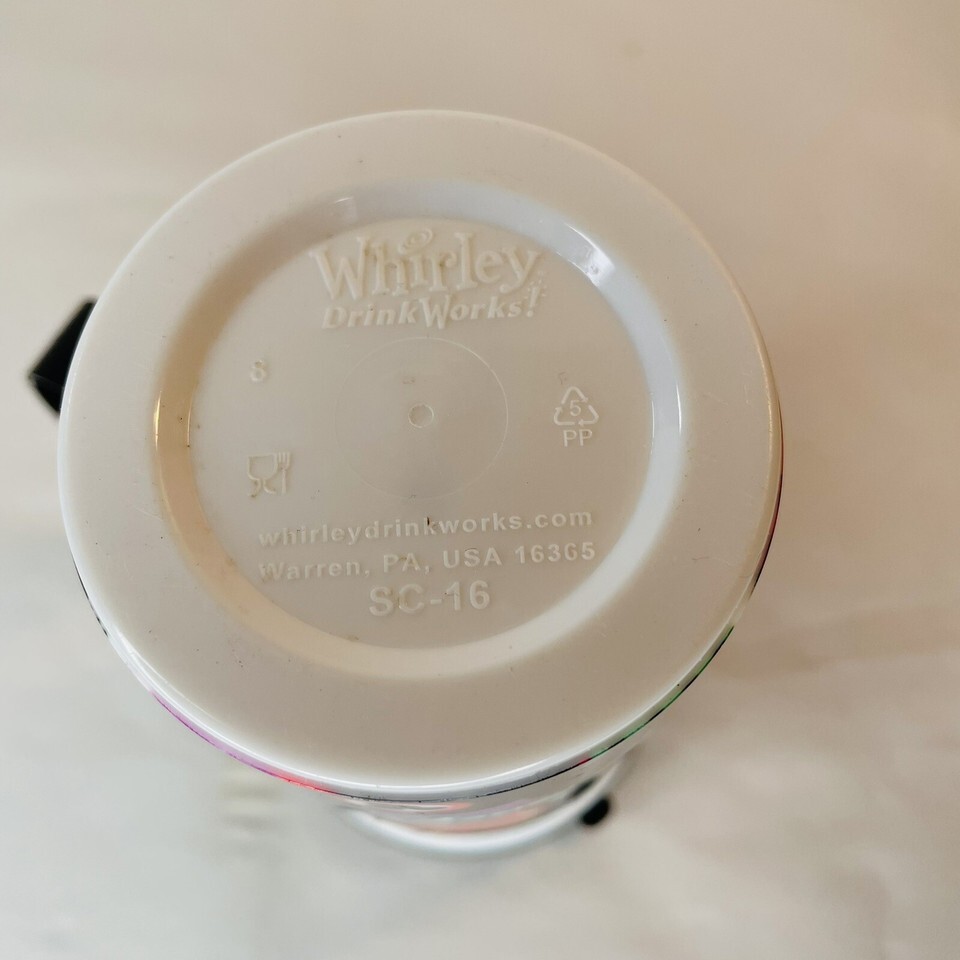 Whirley
DrinkWorks!
8
5
PP
whirleydrinkworks.com
Warren, PA, USA 16365
SC-16